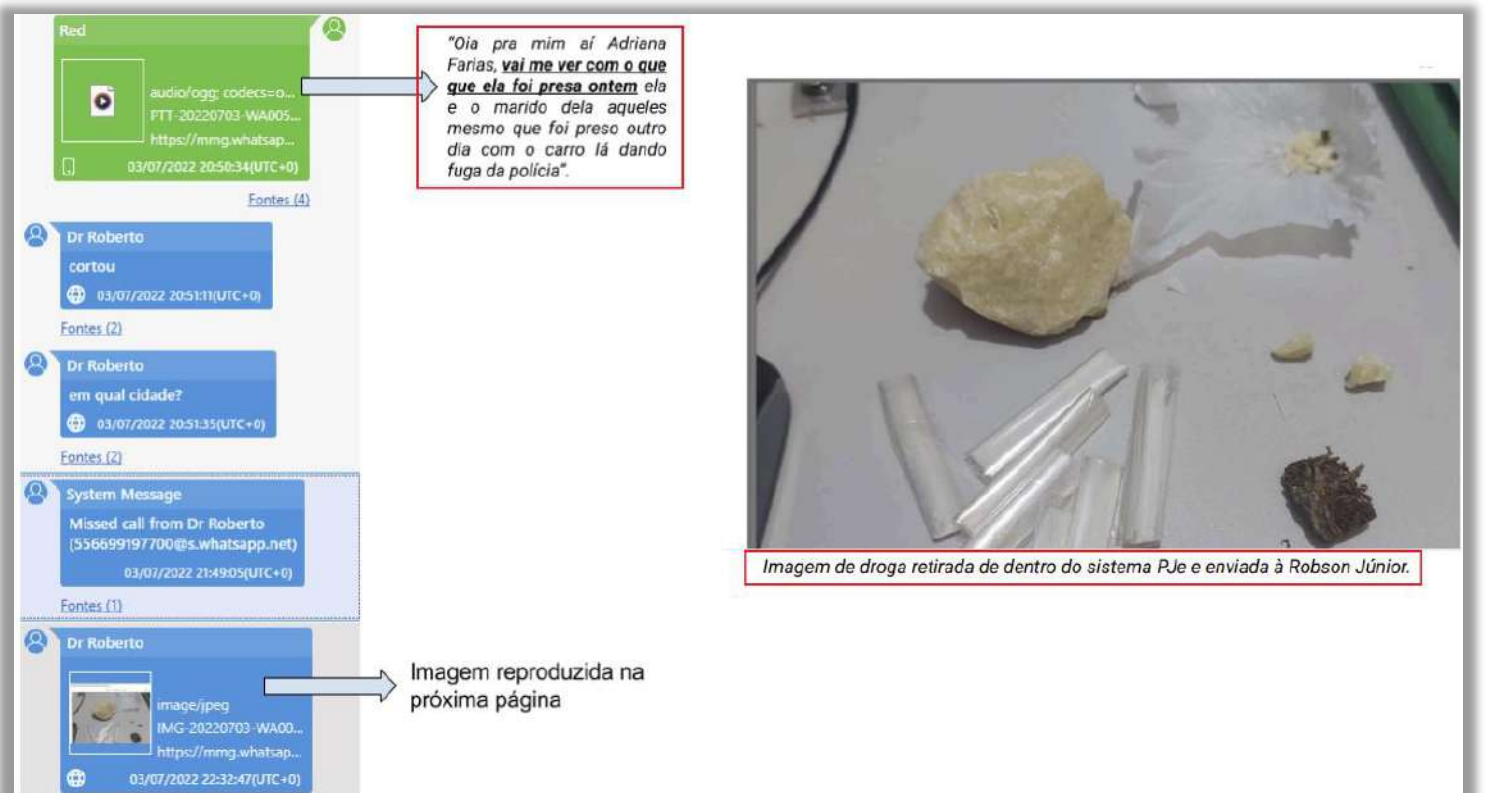 Red
audio/ogg; codecs=o...
PTT-20220703-WA005...
https://mmg.whatsap...
03/07/2022 20:50:34(UTC+0)
Fontes (4)
"Oia pra mim aí Adriana
Farias, vai me ver com o que
que ela foi presa ontem ela
e o marido dela aqueles
mesmo que foi preso outro
dia com o carro lá dando
fuga da polícia".
Dr Roberto
cortou
03/07/2022 20:51:11(UTC+0)
Fontes (2)
Dr Roberto
em qual cidade?
03/07/2022 20:51:35(UTC+0)
Fontes (2)
System Message
Missed call from Dr Roberto
(556699197700@s.whatsapp.net)
03/07/2022 21:49:05(UTC+0)
Fontes (1)
Dr Roberto
image/jpeg
IMG-20220703-WA00...
https://mmg.whatsap...
03/07/2022 22:32:47(UTC+0)
Imagem reproduzida na
próxima página
Imagem de droga retirada de dentro do sistema PJe e enviada à Robson Júnior.